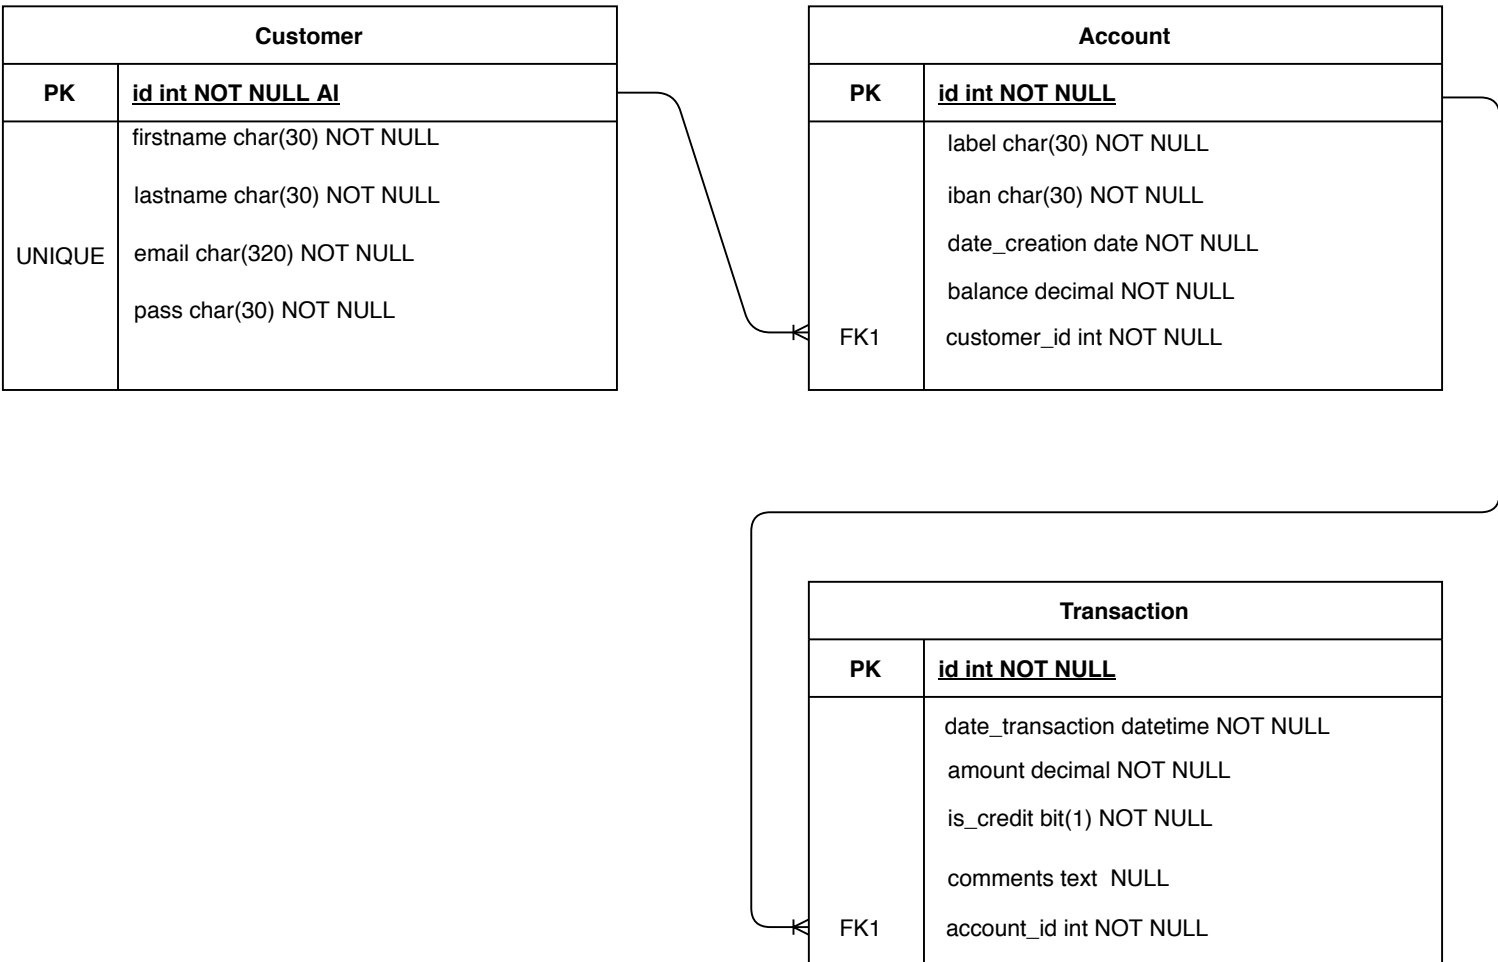 Customer
PK id int NOT NULL AI
firstname char(30) NOT NULL
lastname char(30) NOT NULL
UNIQUE email char(320) NOT NULL
pass char(30) NOT NULL
Account
PK id int NOT NULL
label char(30) NOT NULL
iban char(30) NOT NULL
date_creation date NOT NULL
balance decimal NOT NULL
FK1 customer_id int NOT NULL
Transaction
PK id int NOT NULL
date_transaction datetime NOT NULL
amount decimal NOT NULL
is_credit bit(1) NOT NULL
comments text  NULL
FK1 account_id int NOT NULL